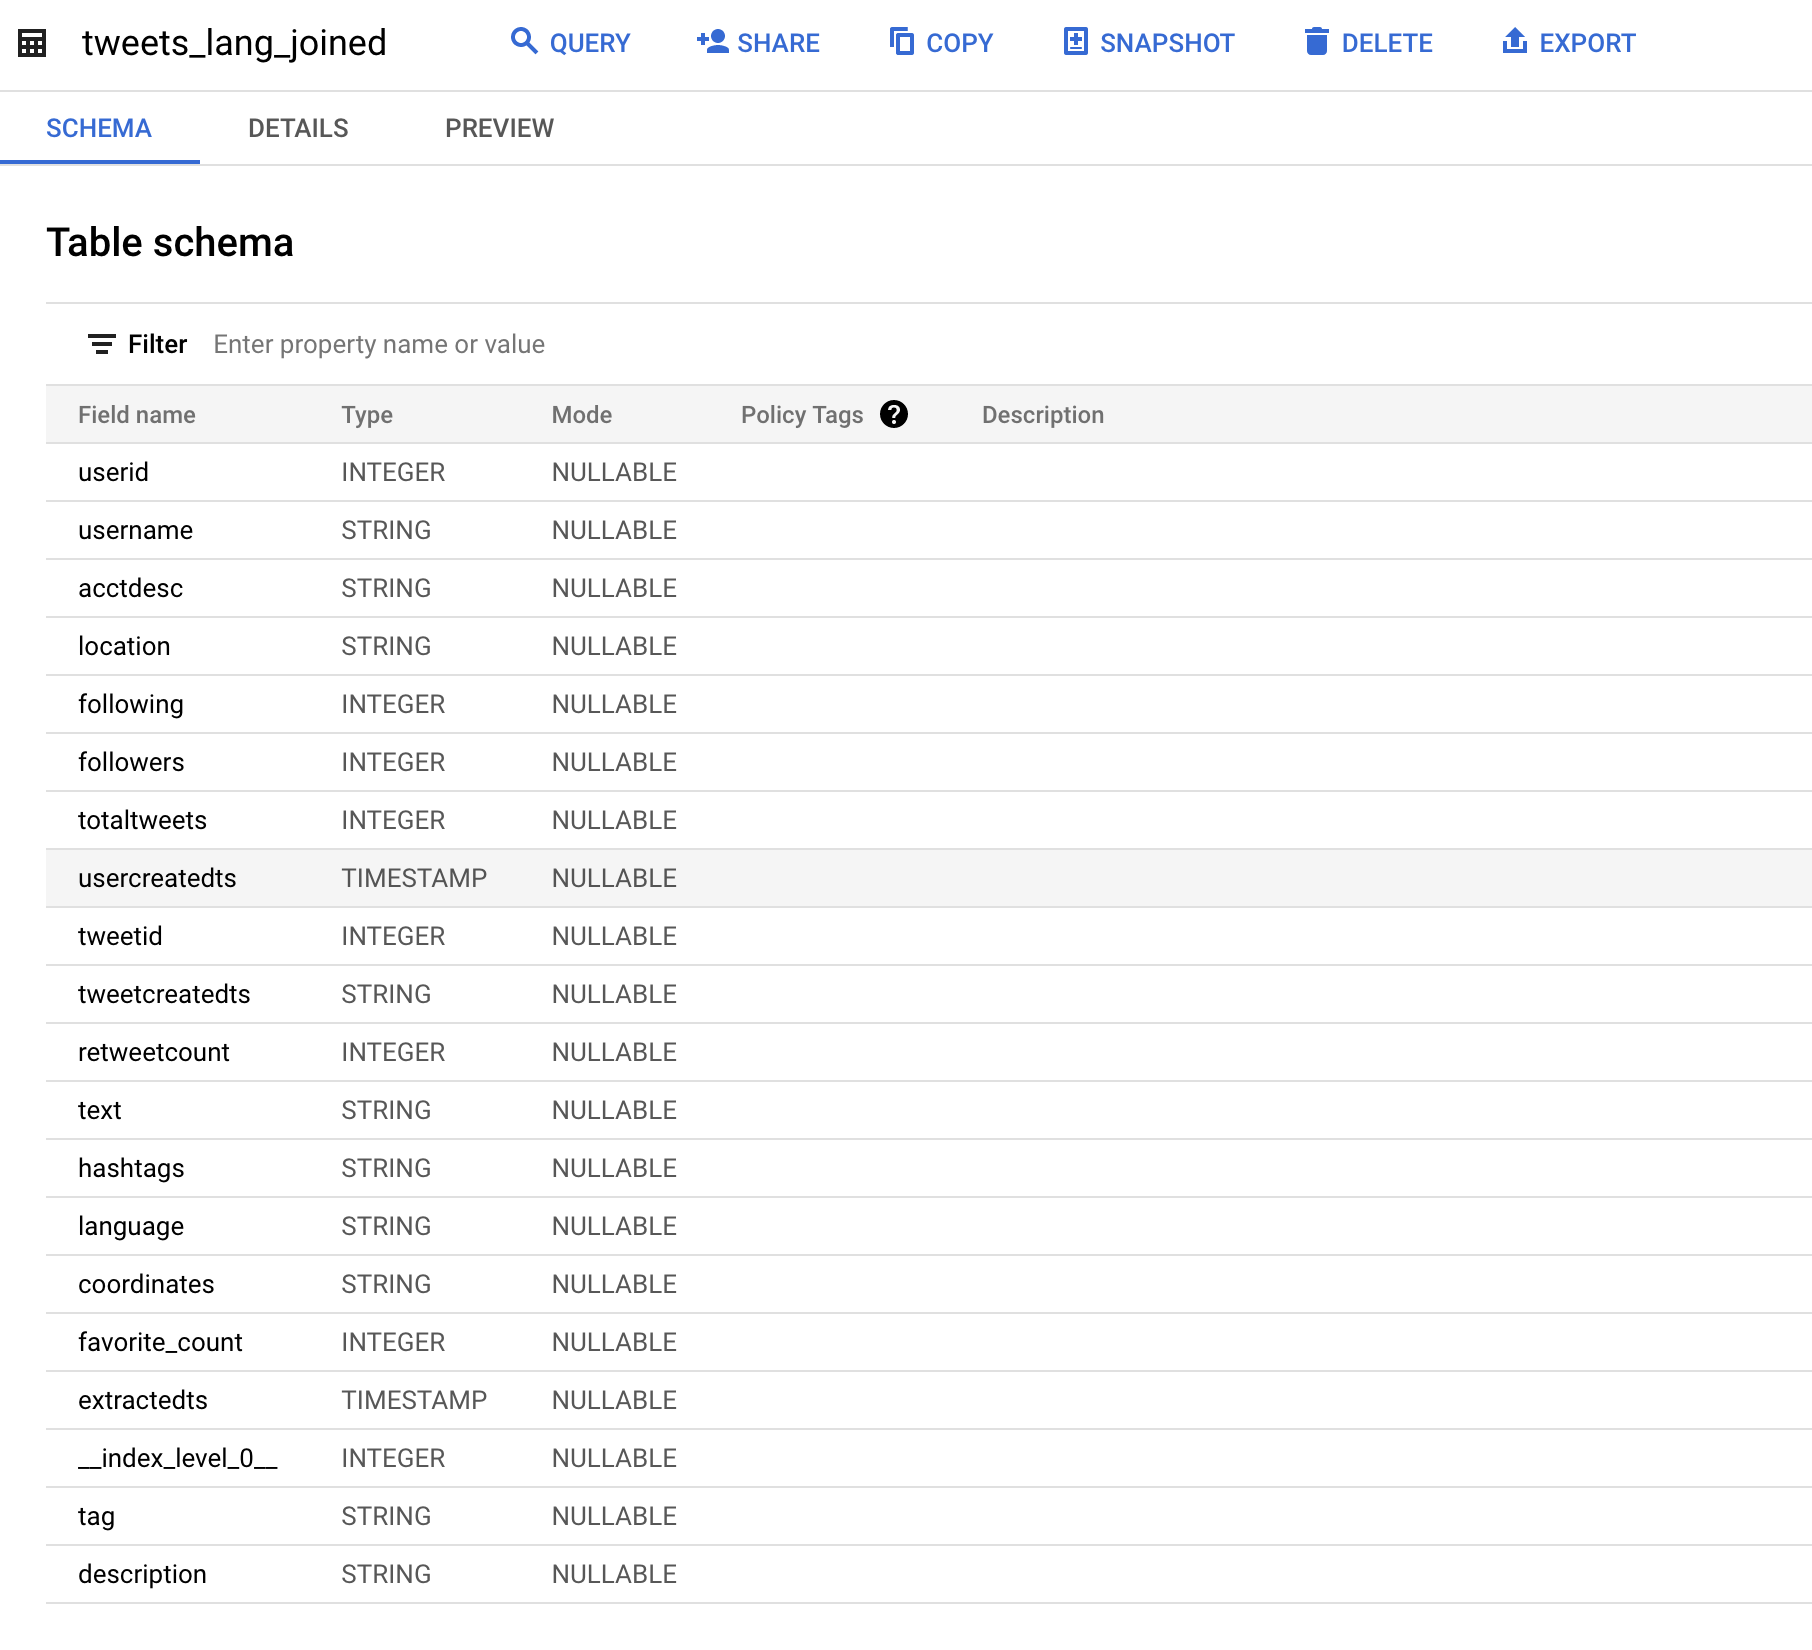 tweets_lang_joined QUERY SHARE COPY SNAPSHOT DELETE EXPORT
SCHEMA DETAILS PREVIEW
Table schema
Filter Enter property name or value
Field name Type Mode Policy Tags ? Description
userid INTEGER NULLABLE
username STRING NULLABLE
acctdesc STRING NULLABLE
location STRING NULLABLE
following INTEGER NULLABLE
followers INTEGER NULLABLE
totaltweets INTEGER NULLABLE
usercreatedts TIMESTAMP NULLABLE
tweetid INTEGER NULLABLE
tweetcreatedts STRING NULLABLE
retweetcount INTEGER NULLABLE
text STRING NULLABLE
hashtags STRING NULLABLE
language STRING NULLABLE
coordinates STRING NULLABLE
favorite_count INTEGER NULLABLE
extractedts TIMESTAMP NULLABLE
__index_level_0__ INTEGER NULLABLE
tag STRING NULLABLE
description STRING NULLABLE